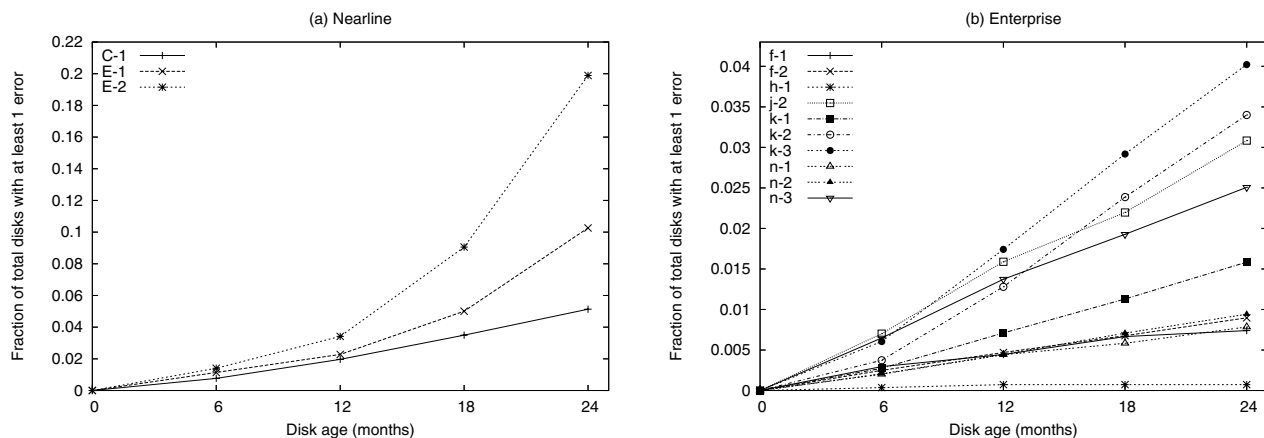 (a) Nearline
Fraction of total disks with at least 1 error
0.22
0.2
0.18
0.16
0.14
0.12
0.1
0.08
0.06
0.04
0.02
0
C-1
E-1
E-2
0 6 12 18 24
Disk age (months)
(b) Enterprise
Fraction of total disks with at least 1 error
0.04
0.035
0.03
0.025
0.02
0.015
0.01
0.005
0
f-1
f-2
h-1
j-2
k-1
k-2
k-3
n-1
n-2
n-3
0 6 12 18 24
Disk age (months)